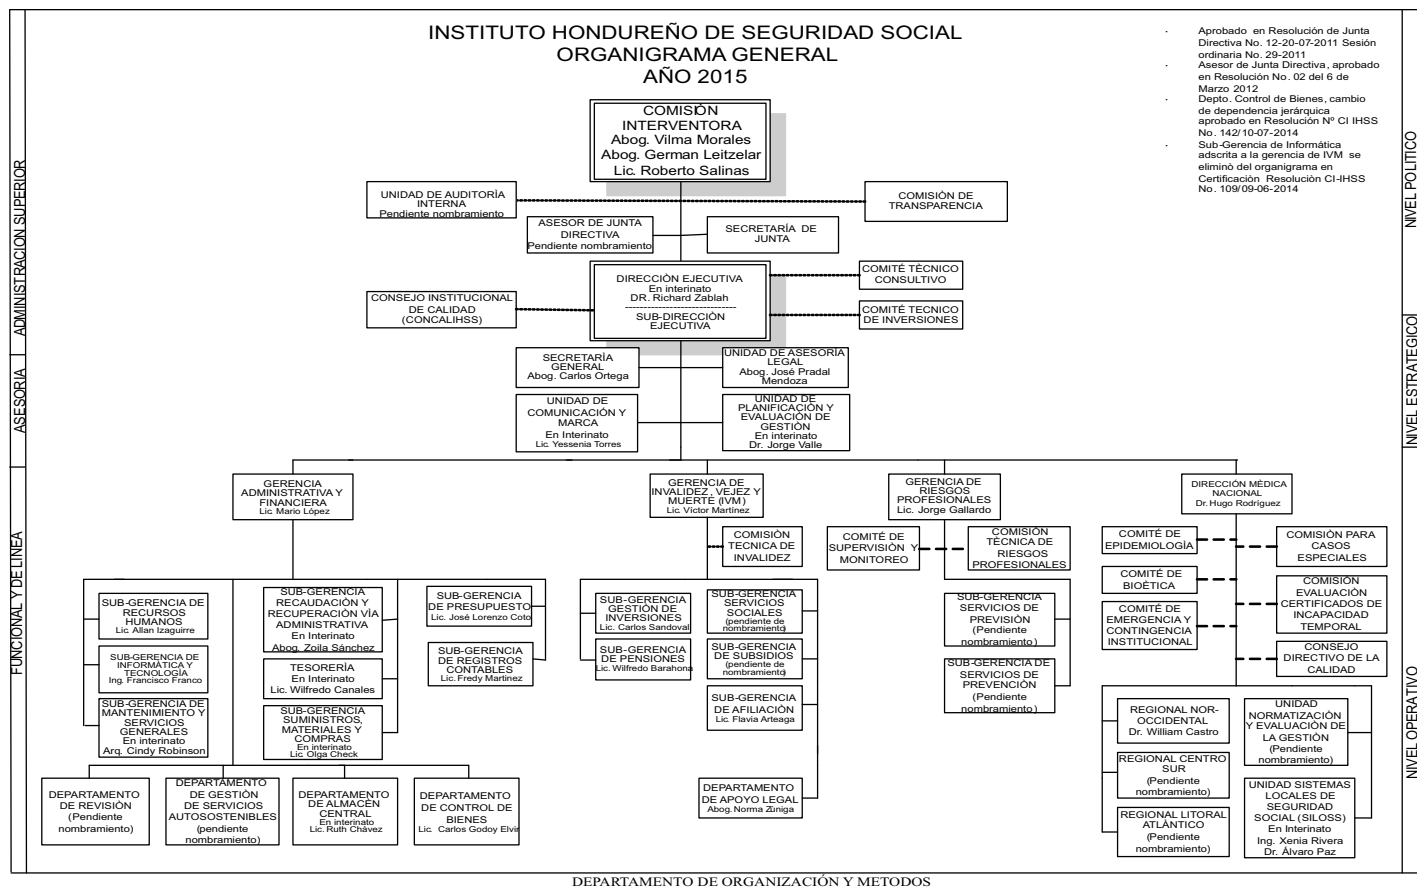 INSTITUTO HONDUREÑO DE SEGURIDAD SOCIAL
ORGANIGRAMA GENERAL
AÑO 2015
· Aprobado en Resolución de Junta
Directiva No. 12-20-07-2011 Sesión
ordinaria No. 29-2011
· Asesor de Junta Directiva, aprobado
en Resolución No. 02 del 6 de
Marzo 2012
· Depto. Control de Bienes, cambio
de dependencia jerárquica
aprobado en Resolución Nº CI IHSS
No. 142/10-07-2014
· Sub-Gerencia de Informática
adscrita a la gerencia de IVM se
eliminó del organigrama en
Certificación Resolución CI-IHSS
No. 109/09-06-2014
ADMINISTRACION SUPERIOR
ASESORIA
FUNCIONAL Y DE LINEA
NIVEL POLITICO
NIVEL ESTRATEGICO
NIVEL OPERATIVO
COMISIÓN
INTERVENTORA
Abog. Vilma Morales
Abog. German Leitzelar
Lic. Roberto Salinas
UNIDAD DE AUDITORÍA
INTERNA
Pendiente nombramiento
COMISIÓN DE
TRANSPARENCIA
ASESOR DE JUNTA
DIRECTIVA
Pendiente nombramiento
SECRETARÍA DE
JUNTA
DIRECCIÓN EJECUTIVA
En interinato
DR. Richard Zablah
------------------------------
SUB-DIRECCIÓN
EJECUTIVA
COMITÉ TÉCNICO
CONSULTIVO
CONSEJO INSTITUCIONAL
DE CALIDAD
(CONCALIHSS)
COMITÉ TECNICO
DE INVERSIONES
SECRETARÍA
GENERAL
Abog. Carlos Ortega
UNIDAD DE ASESORÍA
LEGAL
Abog. José Pradal
Mendoza
UNIDAD DE
COMUNICACIÓN Y
MARCA
En Interinato
Lic. Yessenia Torres
UNIDAD DE
PLANIFICACIÓN Y
EVALUACIÓN DE
GESTIÓN
En interinato
Dr. Jorge Valle
GERENCIA
ADMINISTRATIVA Y
FINANCIERA
Lic. Mario López
GERENCIA DE
INVALIDEZ, VEJEZ Y
MUERTE (IVM)
Lic. Víctor Martínez
GERENCIA DE
RIESGOS
PROFESIONALES
Lic. Jorge Gallardo
DIRECCIÓN MÉDICA
NACIONAL
Dr. Hugo Rodríguez
COMISIÓN
TECNICA DE
INVALIDEZ
COMITÉ DE
SUPERVISIÓN Y
MONITOREO
COMISIÓN
TÉCNICA DE
RIESGOS
PROFESIONALES
COMITÉ DE
EPIDEMIOLOGÍA
COMISIÓN PARA
CASOS
ESPECIALES
COMITÉ DE
BIOÉTICA
COMISIÓN
EVALUACIÓN
CERTIFICADOS DE
INCAPACIDAD
TEMPORAL
COMITÉ DE
EMERGENCIA Y
CONTINGENCIA
INSTITUCIONAL
CONSEJO
DIRECTIVO DE LA
CALIDAD
SUB-GERENCIA DE
RECURSOS
HUMANOS
Lic. Allan Izaguirre
SUB-GERENCIA
RECAUDACIÓN Y
RECUPERACIÓN VÍA
ADMINISTRATIVA
En Interinato
Abog. Zoila Sánchez
SUB-GERENCIA
DE PRESUPUESTO
Lic. José Lorenzo Coto
SUB-GERENCIA DE
INFORMÁTICA Y
TECNOLOGÍA
Ing. Francisco Franco
TESORERÍA
En Interinato
Lic. Wilfredo Canales
SUB-GERENCIA
DE REGISTROS
CONTABLES
Lic. Fredy Martinez
SUB-GERENCIA DE
MANTENIMIENTO Y
SERVICIOS
GENERALES
En interinato
Arq. Cindy Robinson
SUB-GERENCIA
SUMINISTROS,
MATERIALES Y
COMPRAS
En interinato
Lic. Olga Check
SUB-GERENCIA
GESTIÓN DE
INVERSIONES
Lic. Carlos Sandoval
SUB-GERENCIA
SERVICIOS
SOCIALES
(pendiente de
nombramiento)
SUB-GERENCIA
DE PENSIONES
Lic. Wilfredo Barahona
SUB-GERENCIA
DE SUBSIDIOS
(pendiente de
nombramiento)
SUB-GERENCIA
DE AFILIACIÓN
Lic. Flavia Arteaga
SUB-GERENCIA
SERVICIOS DE
PREVISIÓN
(Pendiente
nombramiento)
SUB-GERENCIA DE
SERVICIOS DE
PREVENCIÓN
(Pendiente
nombramiento)
REGIONAL NOR-
OCCIDENTAL
Dr. William Castro
UNIDAD
NORMATIZACIÓN
Y EVALUACIÓN DE
LA GESTIÓN
(Pendiente
nombramiento)
REGIONAL CENTRO
SUR
(Pendiente
nombramiento)
REGIONAL LITORAL
ATLÁNTICO
(Pendiente
nombramiento)
UNIDAD SISTEMAS
LOCALES DE
SEGURIDAD
SOCIAL (SILOSS)
En Interinato
Ing. Xenia Rivera
Dr. Álvaro Paz
DEPARTAMENTO
DE REVISIÓN
(Pendiente
nombramiento)
DEPARTAMENTO
DE GESTIÓN
DE SERVICIOS
AUTOSOSTENIBLES
(pendiente
nombramiento)
DEPARTAMENTO
DE ALMACÉN
CENTRAL
En interinato
Lic. Ruth Chávez
DEPARTAMENTO
DE CONTROL DE
BIENES
Lic. Carlos Godoy Elvir
DEPARTAMENTO
DE APOYO LEGAL
Abog. Norma Zúniga
DEPARTAMENTO DE ORGANIZACIÓN Y METODOS